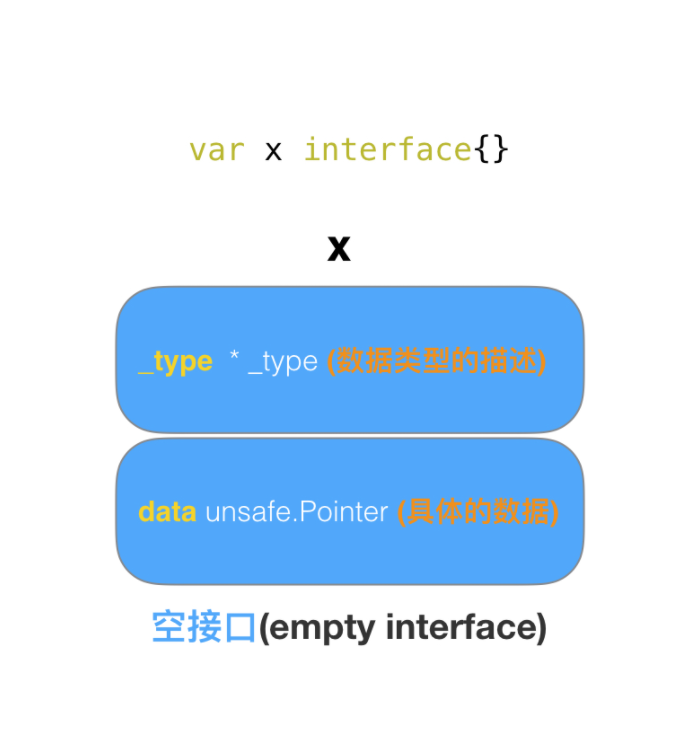 var x interface{}
x
_type * _type (数据类型的描述)
data unsafe.Pointer (具体的数据)
空接口(empty interface)